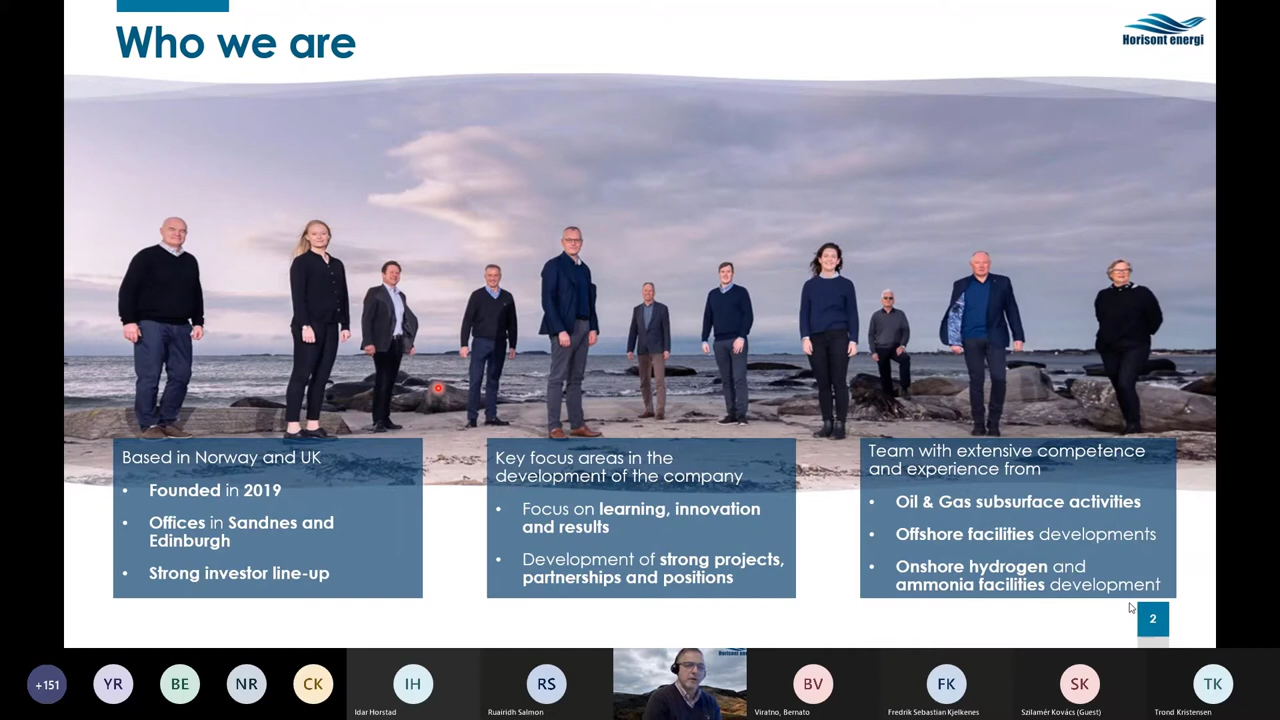 Who we are
Horisont energi
Based in Norway and UK
• Founded in 2019
• Offices in Sandnes and
Edinburgh
• Strong investor line-up
Key focus areas in the
development of the company
• Focus on learning, innovation
and results
• Development of strong projects,
partnerships and positions
Team with extensive competence
and experience from
• Oil & Gas subsurface activities
• Offshore facilities developments
• Onshore hydrogen and
ammonia facilities development
2
+151
YR
BE
NR
CK
IH
Idar Horstad
RS
Ruairidh Salmon
Horisont energi
BV
Viratno, Bernato
FK
Fredrik Sebastian Kjelkenes
SK
Szilamér Kovács (Guest)
TK
Trond Kristensen